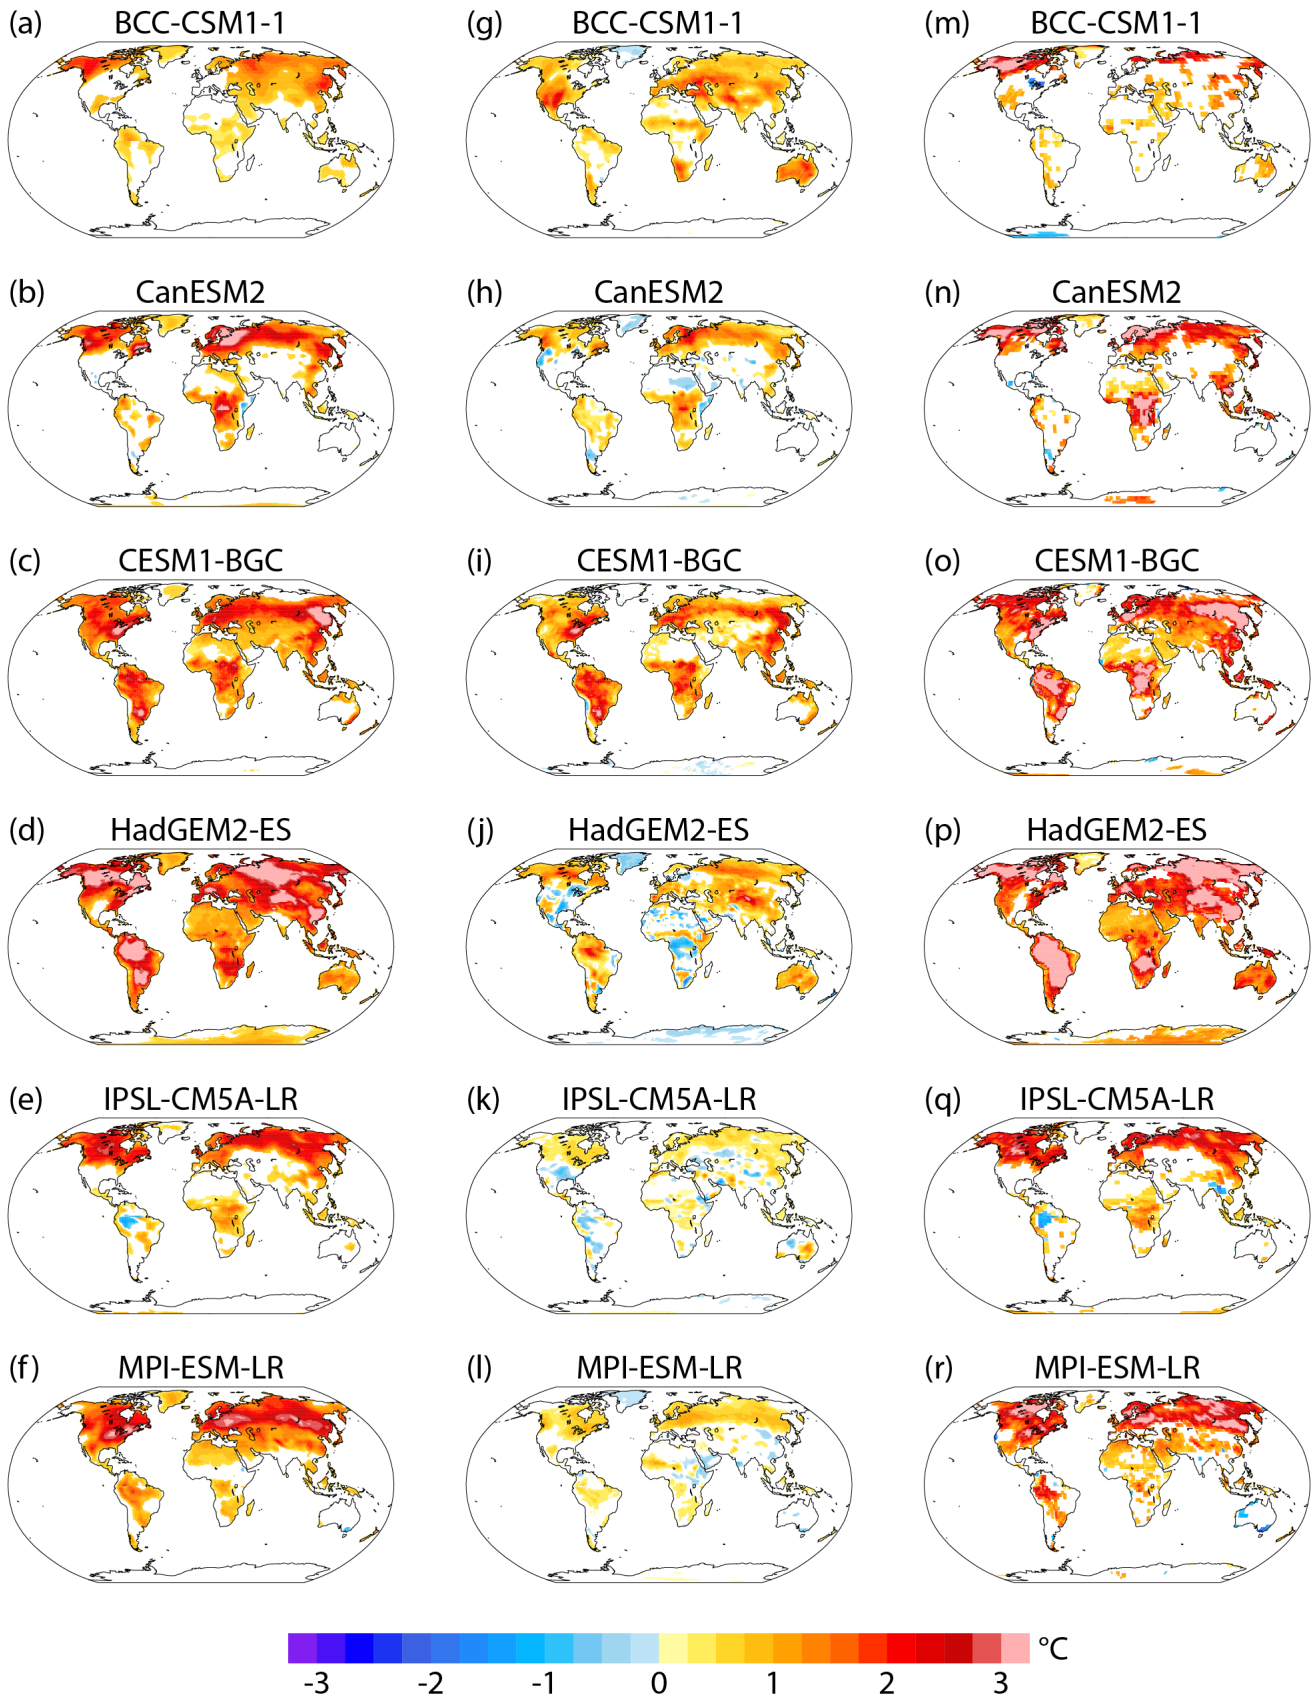 (a) BCC-CSM1-1 (g) BCC-CSM1-1 (m) BCC-CSM1-1
(b) CanESM2 (h) CanESM2 (n) CanESM2
(c) CESM1-BGC (i) CESM1-BGC (o) CESM1-BGC
(d) HadGEM2-ES (j) HadGEM2-ES (p) HadGEM2-ES
(e) IPSL-CM5A-LR (k) IPSL-CM5A-LR (q) IPSL-CM5A-LR
(f) MPI-ESM-LR (l) MPI-ESM-LR (r) MPI-ESM-LR
°C
-3 -2 -1 0 1 2 3